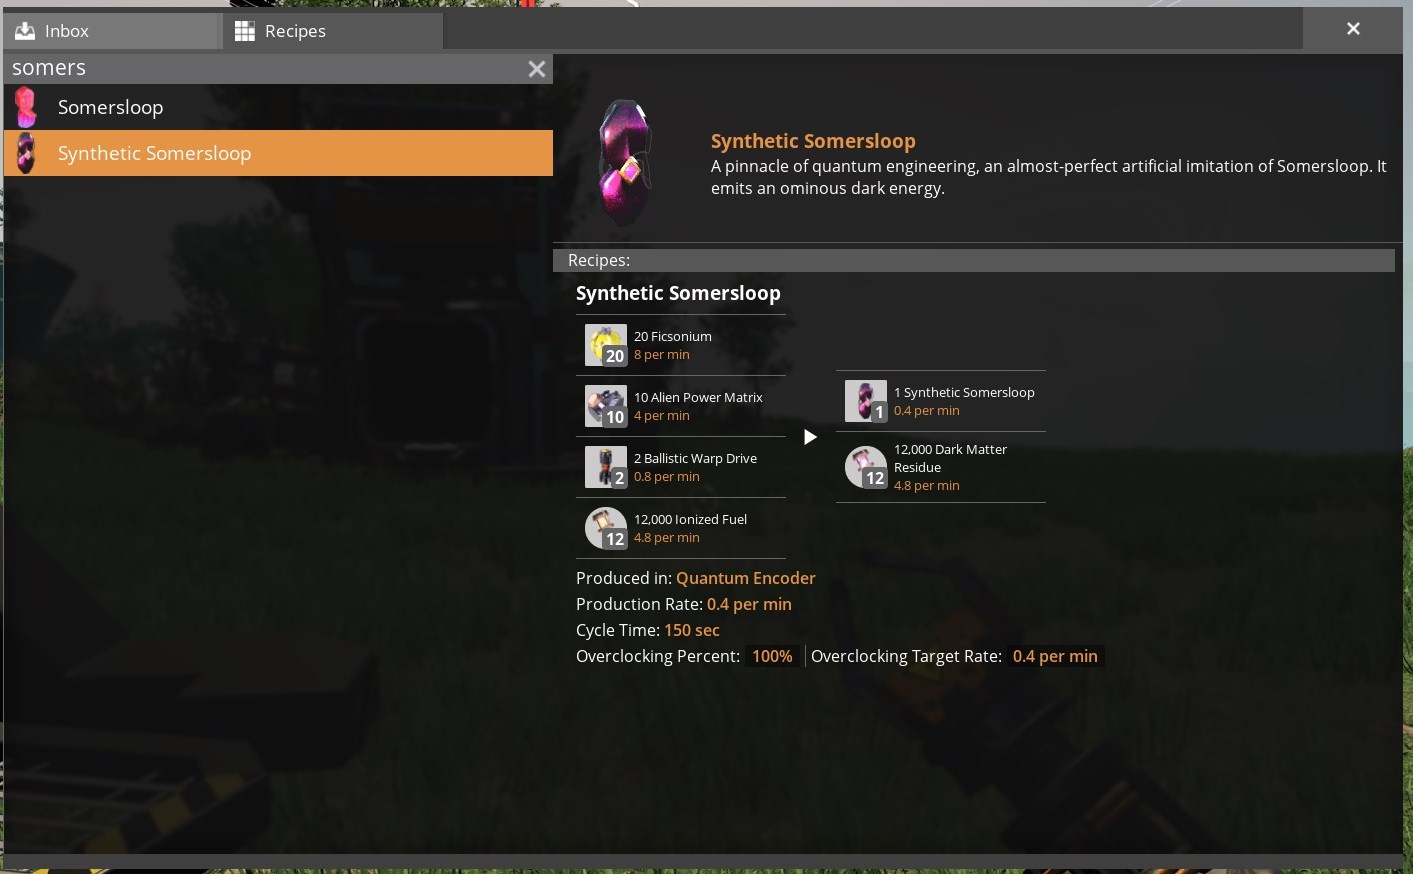 Inbox
Recipes
somers
Somersloop
Synthetic Somersloop
Synthetic Somersloop
A pinnacle of quantum engineering, an almost-perfect artificial imitation of Somersloop. It
emits an ominous dark energy.
Recipes:
Synthetic Somersloop
20
20 Ficsonium
8 per min
10
10 Alien Power Matrix
4 per min
2
2 Ballistic Warp Drive
0.8 per min
12
12,000 Ionized Fuel
4.8 per min
1
1 Synthetic Somersloop
0.4 per min
12
12,000 Dark Matter
Residue
4.8 per min
Produced in: Quantum Encoder
Production Rate: 0.4 per min
Cycle Time: 150 sec
Overclocking Percent: 100% Overclocking Target Rate: 0.4 per min